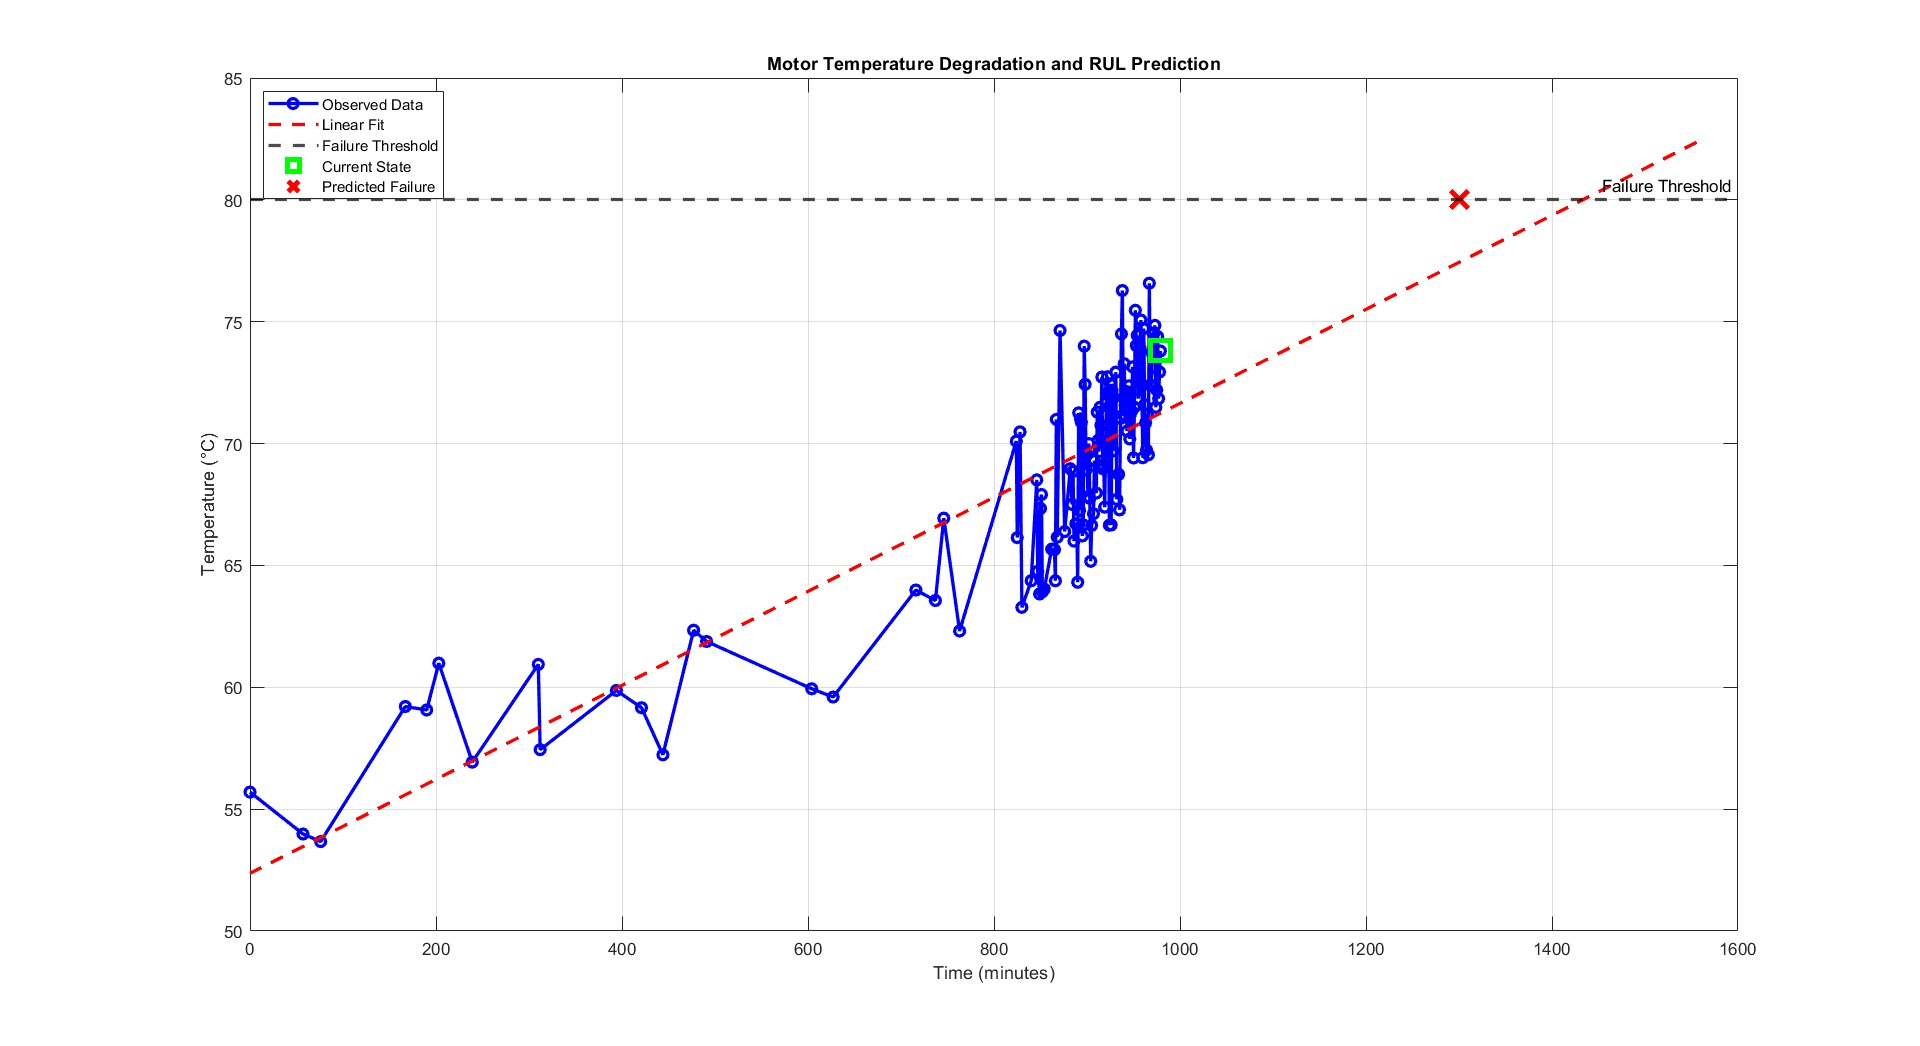 Motor Temperature Degradation and RUL Prediction
85
80
75
70
65
60
55
50
Temperature (°C)
Observed Data
Linear Fit
Failure Threshold
Current State
Predicted Failure
Failure Threshold
0 200 400 600 800 1000 1200 1400 1600
Time (minutes)